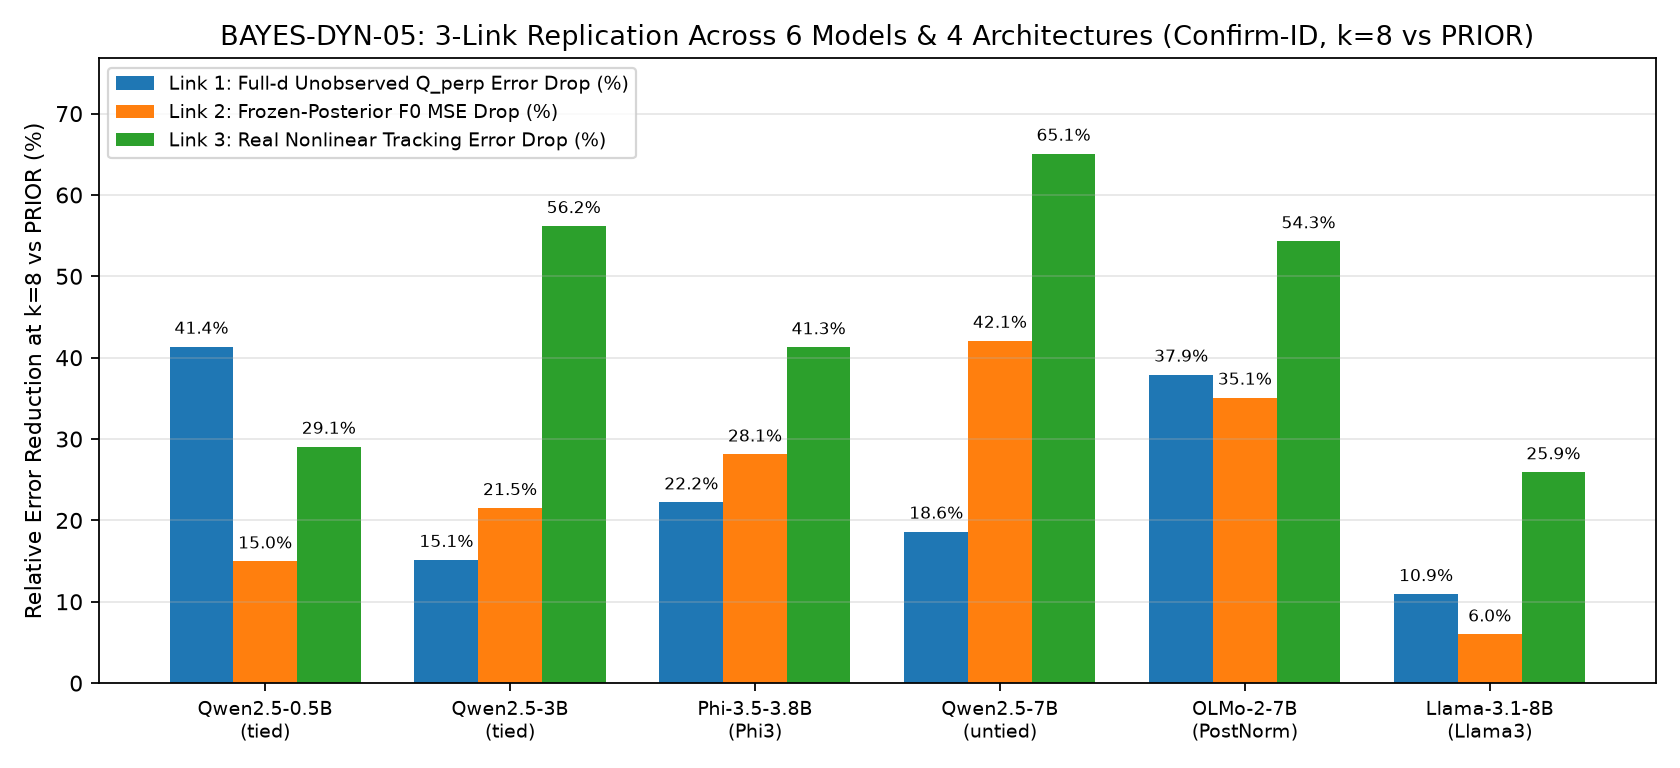 BAYES-DYN-05: 3-Link Replication Across 6 Models & 4 Architectures (Confirm-ID, k=8 vs PRIOR)
Link 1: Full-d Unobserved Q_perp Error Drop (%)
Link 2: Frozen-Posterior F0 MSE Drop (%)
Link 3: Real Nonlinear Tracking Error Drop (%)
Relative Error Reduction at k=8 vs PRIOR (%)
70
60
50
40
30
20
10
0
41.4%
15.0%
29.1%
15.1%
21.5%
56.2%
22.2%
28.1%
41.3%
18.6%
42.1%
65.1%
37.9%
35.1%
54.3%
10.9%
6.0%
25.9%
Qwen2.5-0.5B
(tied)
Qwen2.5-3B
(tied)
Phi-3.5-3.8B
(Phi3)
Qwen2.5-7B
(untied)
OLMo-2-7B
(PostNorm)
Llama-3.1-8B
(Llama3)